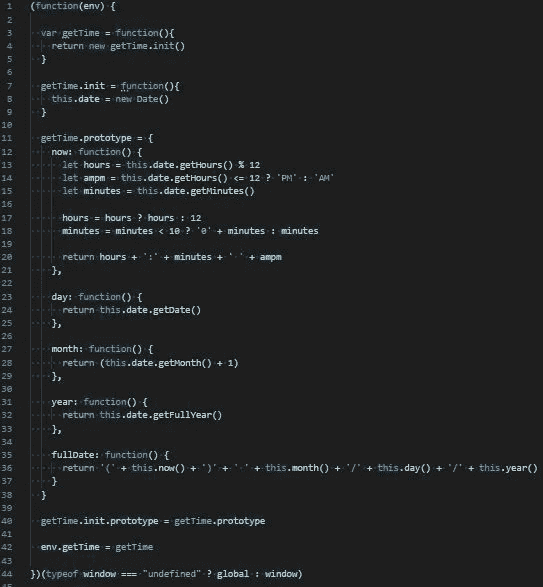 1 (function(env) {
2
3 var getTime = function(){
4 return new getTime.init()
5 }
6
7 getTime.init = function(){
8 this.date = new Date()
9 }
10
11 getTime.prototype = {
12 now: function() {
13 let hours = this.date.getHours() % 12
14 let ampm = this.date.getHours() <= 12 ? 'PM' : 'AM'
15 let minutes = this.date.getMinutes()
16
17 hours = hours ? hours : 12
18 minutes = minutes < 10 ? '0' + minutes : minutes
19
20 return hours + ':' + minutes + ' ' + ampm
21 },
22
23 day: function() {
24 return this.date.getDate()
25 },
26
27 month: function() {
28 return (this.date.getMonth() + 1)
29 },
30
31 year: function() {
32 return this.date.getFullYear()
33 },
34
35 fullDate: function() {
36 return '(' + this.now() + ')' + ' ' + this.month() + '/' + this.day() + '/' + this.year()
37 }
38 }
39
40 getTime.init.prototype = getTime.prototype
41
42 env.getTime = getTime
43
44 })(typeof window === "undefined" ? global : window)